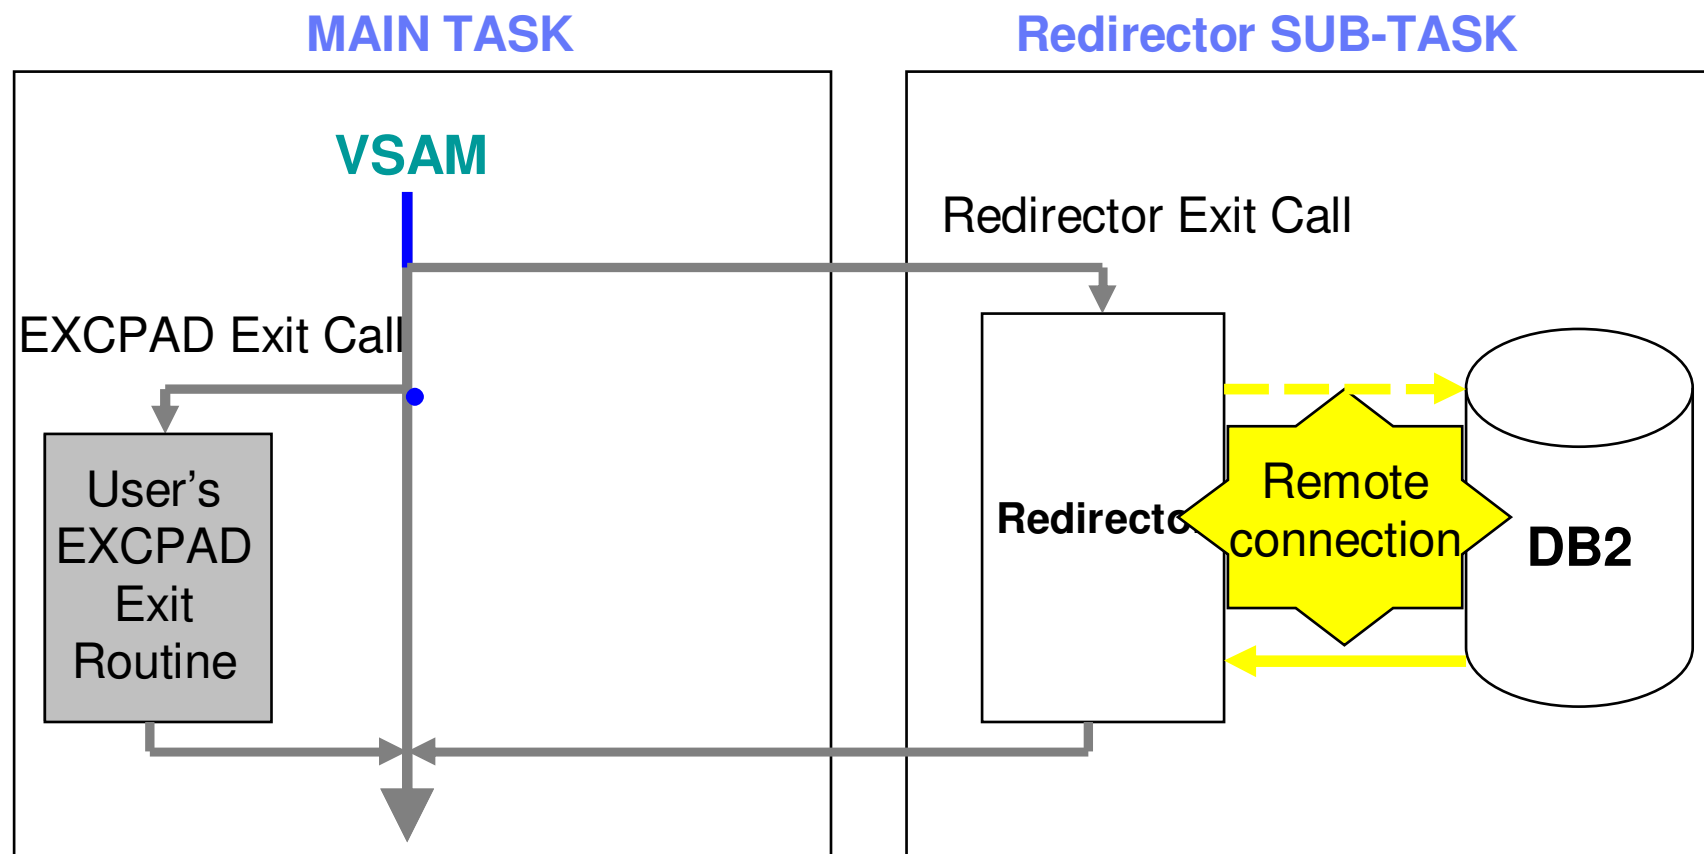 MAIN TASK
Redirector SUB-TASK
VSAM
Redirector Exit Call
EXCPAD Exit Call
User’s
EXCPAD
Exit
Routine
Redirecto
Remote
connection
DB2